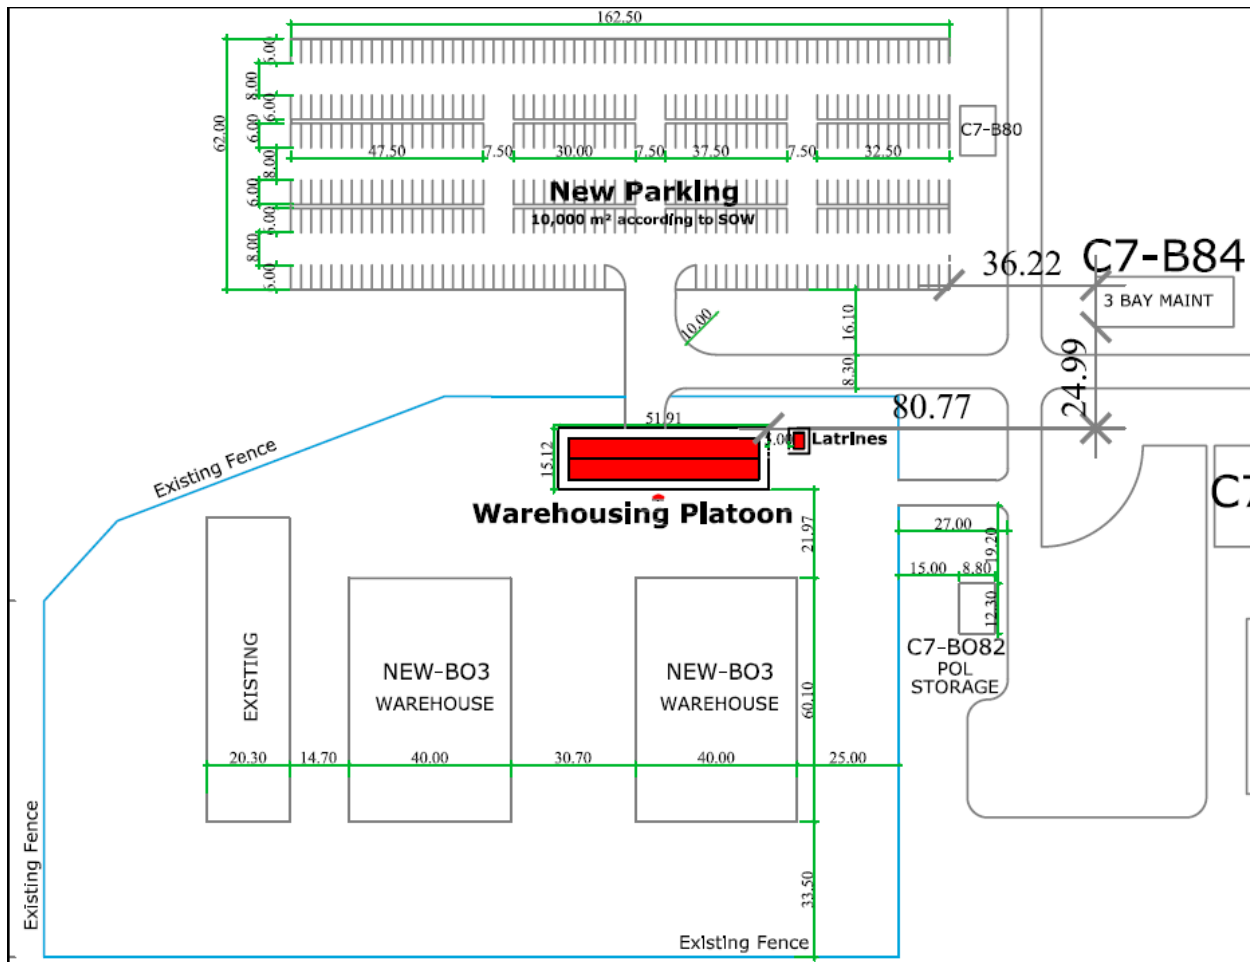 162.50
6.00
8.00
6.00
62.00
6.00
C7-B80
47.50 7.50 30.00 7.50 37.50 7.50 32.50
8.00
6.00
New Parking
10,000 m² according to SOW
6.00
8.00
6.00
36.22 C7-B84
3 BAY MAINT
10.00
16.10
8.30
24.99
80.77
51.91
5.00
Latrines
15.12
Existing Fence
Warehousing Platoon
21.97
27.00
19.20
15.00 8.80
12.30
C7-BO82
POL
STORAGE
C7
EXISTING
NEW-BO3
WAREHOUSE
NEW-BO3
WAREHOUSE
60.10
20.30 14.70 40.00 30.70 40.00 25.00
Existing Fence
33.50
Existing Fence